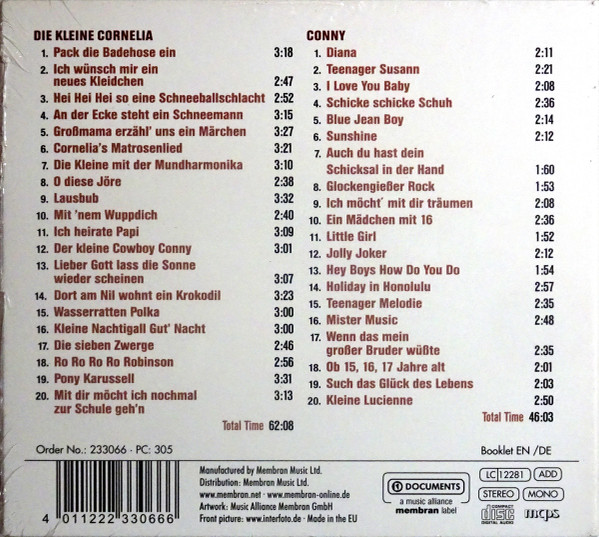 DIE KLEINE CORNELIA
1. Pack die Badehose ein 3:18
2. Ich wünsch mir ein
neues Kleidchen 2:47
3. Hei Hei Hei so eine Schneeballschlacht 2:52
4. An der Ecke steht ein Schneemann 3:15
5. Großmama erzähl' uns ein Märchen 3:27
6. Cornelia's Matrosenlied 3:21
7. Die Kleine mit der Mundharmonika 3:10
8. O diese Jöre 2:38
9. Lausbub 3:32
10. Mit 'nem Wuppdich 2:40
11. Ich heirate Papi 3:09
12. Der kleine Cowboy Conny 3:01
13. Lieber Gott lass die Sonne
wieder scheinen 3:07
14. Dort am Nil wohnt ein Krokodil 3:23
15. Wasserratten Polka 3:00
16. Kleine Nachtigall Gut' Nacht 3:00
17. Die sieben Zwerge 2:46
18. Ro Ro Ro Ro Robinson 2:56
19. Pony Karussell 3:31
20. Mit dir möcht ich nochmal 3:13
zur Schule geh'n
Total Time 62:08
CONNY
1. Diana 2:11
2. Teenager Susann 2:21
3. I Love You Baby 2:08
4. Schicke schicke Schuh 2:36
5. Blue Jean Boy 2:14
6. Sunshine 2:12
7. Auch du hast dein
Schicksal in der Hand 1:60
8. Glockengießer Rock 1:53
9. Ich möcht´ mit dir träumen 2:08
10. Ein Mädchen mit 16 2:36
11. Little Girl 1:52
12. Jolly Joker 2:12
13. Hey Boys How Do You Do 1:54
14. Holiday in Honolulu 2:57
15. Teenager Melodie 2:35
16. Mister Music 2:48
17. Wenn das mein
großer Bruder wüßte 2:35
18. Ob 15, 16, 17 Jahre alt 2:01
19. Such das Glück des Lebens 2:03
20. Kleine Lucienne 2:50
Total Time 46:03
Order No.: 233066 - PC: 305
Booklet EN /DE
4 011222 330666
Manufactured by Membran Music Ltd.
Distribution: Membran Music Ltd.
www.membran.net - www.membran-online.de
Artwork: Music Alliance Membran GmbH
Front picture: www.interfoto.de - Made in the EU
DOCUMENTS
a music alliance
membran label
LC 12281 ADD
STEREO MONO
COMPACT
disc
DIGITAL AUDIO
mcps